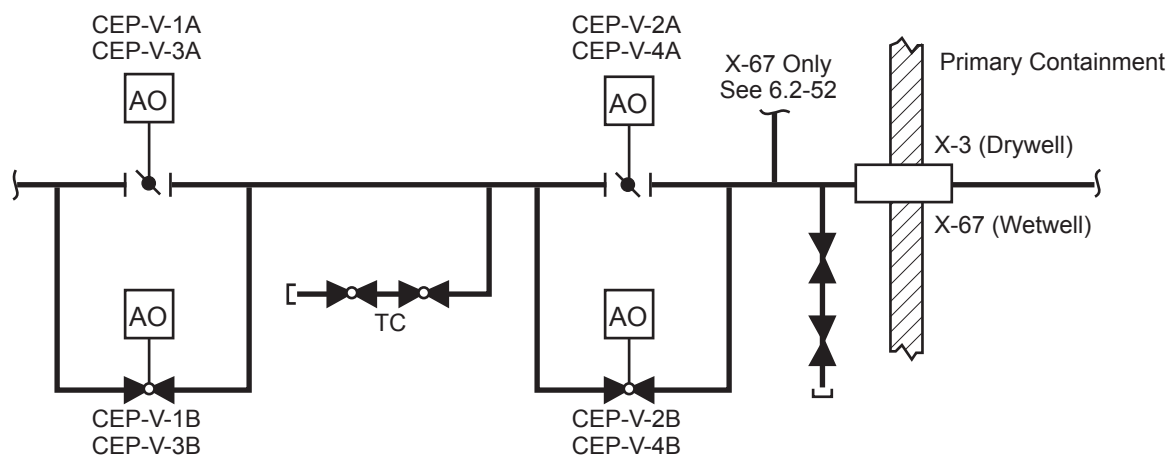 CEP-V-1A
CEP-V-3A
AO
CEP-V-2A
CEP-V-4A
AO
X-67 Only
See 6.2-52
Primary Containment
X-3 (Drywell)
X-67 (Wetwell)
TC
AO
CEP-V-1B
CEP-V-3B
AO
CEP-V-2B
CEP-V-4B